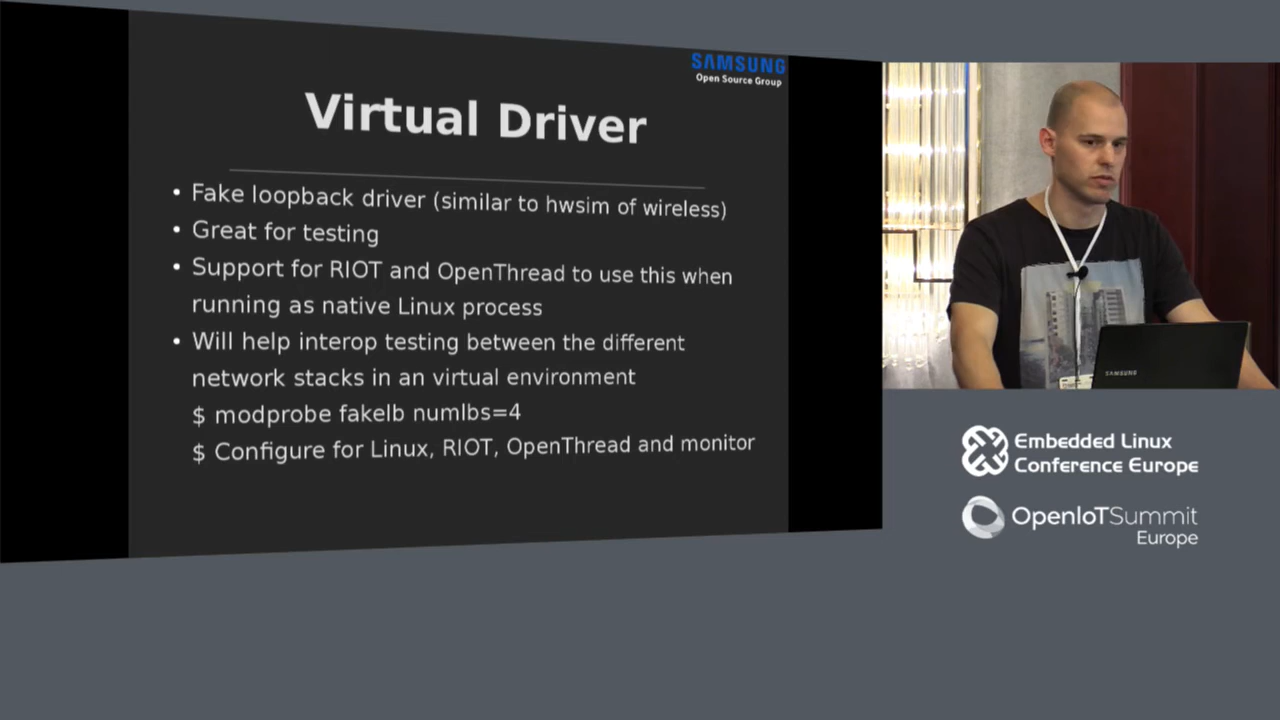 SAMSUNG
Open Source Group
Virtual Driver
• Fake loopback driver (similar to hwsim of wireless)
• Great for testing
• Support for RIOT and OpenThread to use this when
running as native Linux process
• Will help interop testing between the different
network stacks in an virtual environment
$ modprobe fakelb numlbs=4
$ Configure for Linux, RIOT, OpenThread and monitor
SAMSUNG
Embedded Linux
Conference Europe
OpenIoTSummit
Europe